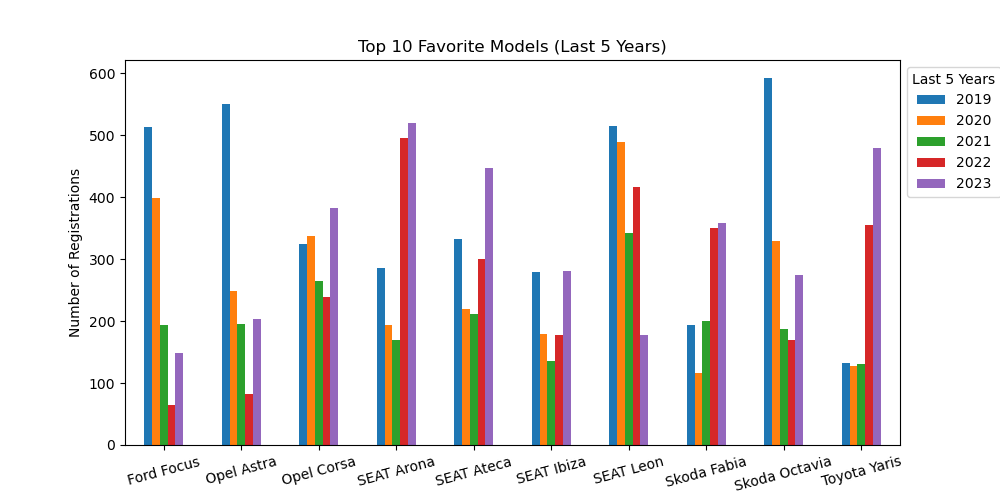 Top 10 Favorite Models (Last 5 Years)
Number of Registrations
600
500
400
300
200
100
0
Ford Focus
Opel Astra
Opel Corsa
SEAT Arona
SEAT Ateca
SEAT Ibiza
SEAT Leon
Skoda Fabia
Skoda Octavia
Toyota Yaris
Last 5 Years
2019
2020
2021
2022
2023